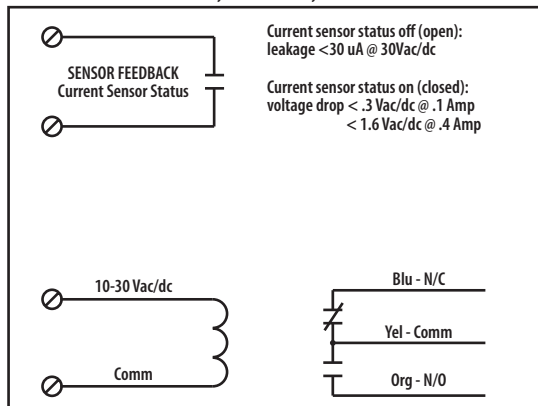 Current sensor status off (open):
leakage <30 uA @ 30Vac/dc
SENSOR FEEDBACK
Current Sensor Status
Current sensor status on (closed):
voltage drop < .3 Vac/dc @ .1 Amp
< 1.6 Vac/dc @ .4 Amp
10-30 Vac/dc
Comm
Blu - N/C
Yel - Comm
Org - N/O